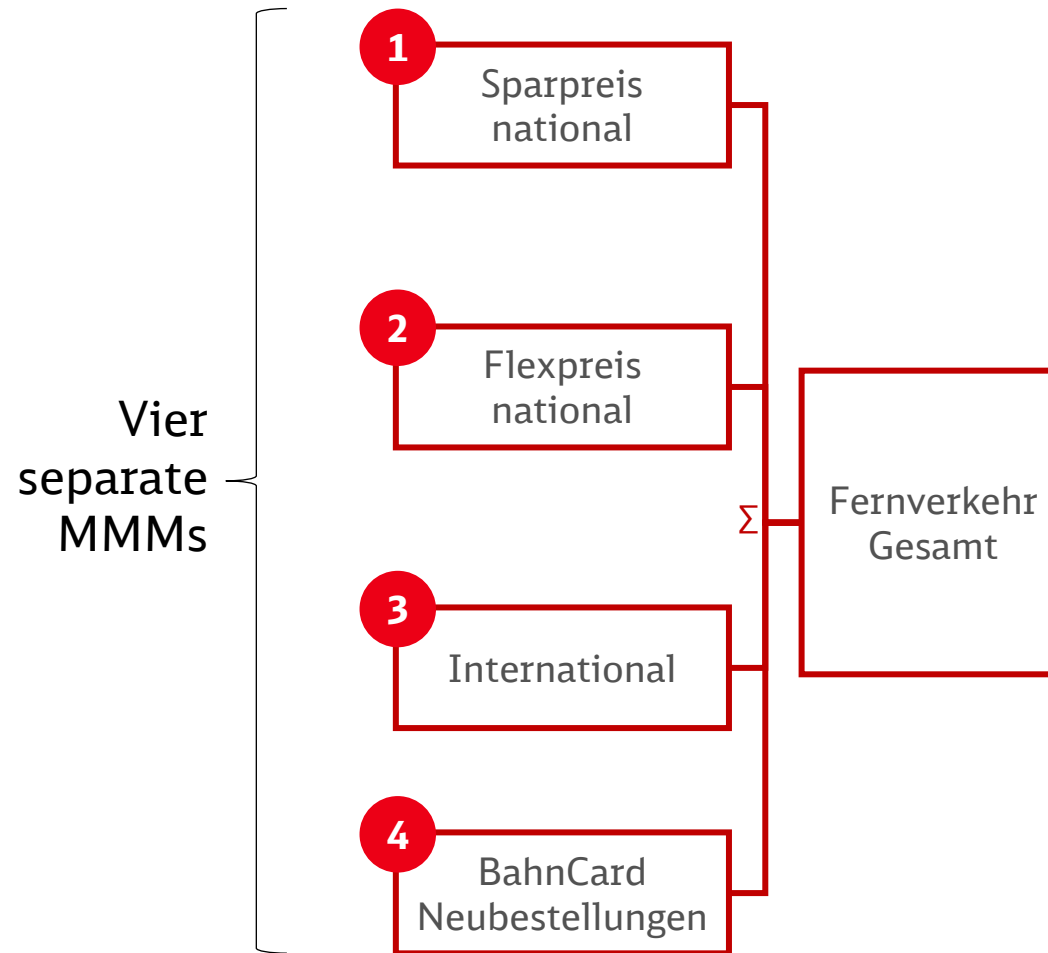 Vier
separate
MMMs
1
Sparpreis
national
2
Flexpreis
national
3
International
4
BahnCard
Neubestellungen
Σ
Fernverkehr
Gesamt